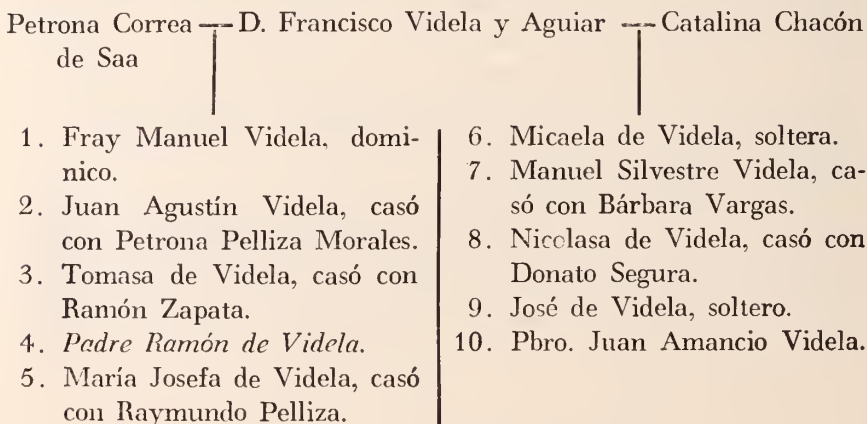 Petrona Correa — D. Francisco Videla y Aguiar — Catalina Chacón
de Saa
1. Fray Manuel Videla, domi-
nico.
2. Juan Agustín Videla, casó
con Petrona Pelliza Morales.
3. Tomasa de Videla, casó con
Ramón Zapata.
4. Padre Ramón de Videla.
5. María Josefa de Videla, casó
con Raymundo Pelliza.
6. Micaela de Videla, soltera.
7. Manuel Silvestre Videla, ca-
só con Bárbara Vargas.
8. Nicolasa de Videla, casó con
Donato Segura.
9. José de Videla, soltero.
10. Pbro. Juan Amancio Videla.